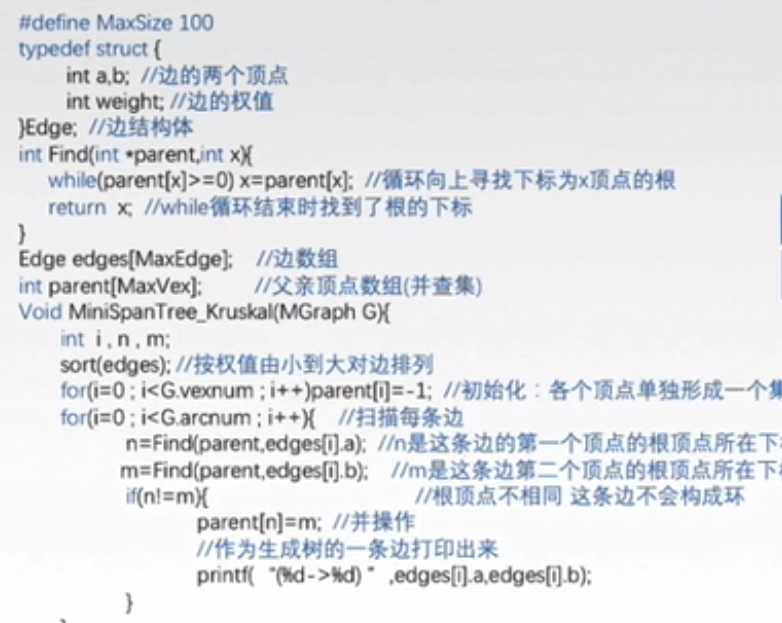 #define MaxSize 100
typedef struct {
int a,b; //边的两个顶点
int weight; //边的权值
}Edge; //边结构体
int Find(int *parent,int x){
while(parent[x]>=0) x=parent[x]; //循环向上寻找下标为x顶点的根
return x; //while循环结束时找到了根的下标
}
Edge edges[MaxEdge]; //边数组
int parent[MaxVex]; //父亲顶点数组(并查集)
Void MiniSpanTree_Kruskal(MGraph G){
int i , n , m;
sort(edges); //按权值由小到大对边排列
for(i=0 ; i<G.vexnum ; i++)parent[i]=-1; //初始化：各个顶点单独形成一个集
for(i=0 ; i<G.arcnum ; i++){ //扫描每条边
n=Find(parent,edges[i].a); //n是这条边的第一个顶点的根顶点所在下
m=Find(parent,edges[i].b); //m是这条边第二个顶点的根顶点所在下
if(n!=m){ //根顶点不相同 这条边不会构成环
parent[n]=m; //并操作
//作为生成树的一条边打印出来
printf( "(%d->%d) " ,edges[i].a,edges[i].b);
}